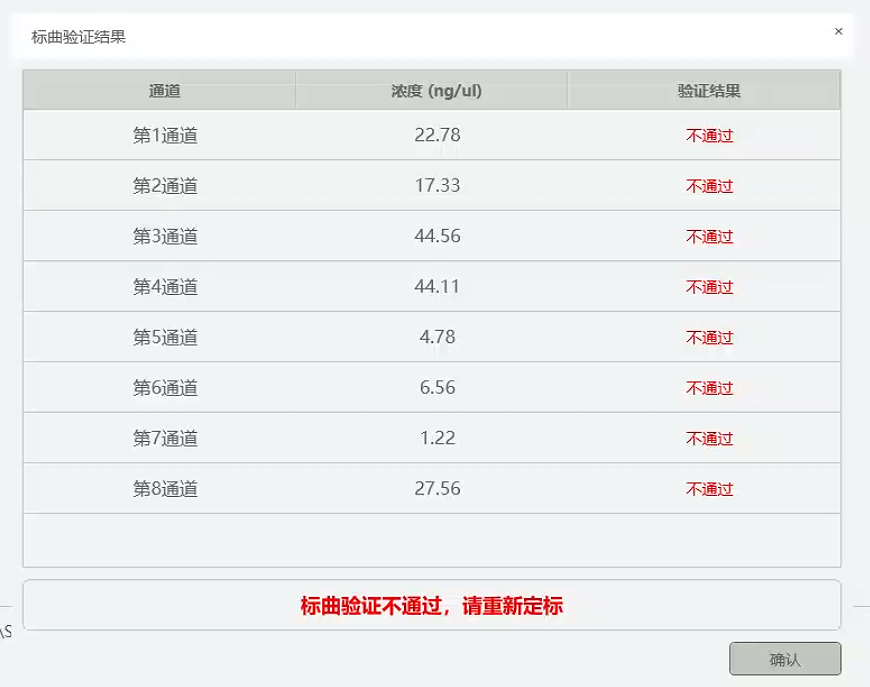 标曲验证结果 ×
通道 浓度 (ng/ul) 验证结果
第1通道 22.78 不通过
第2通道 17.33 不通过
第3通道 44.56 不通过
第4通道 44.11 不通过
第5通道 4.78 不通过
第6通道 6.56 不通过
第7通道 1.22 不通过
第8通道 27.56 不通过
标曲验证不通过，请重新定标
\S
确认